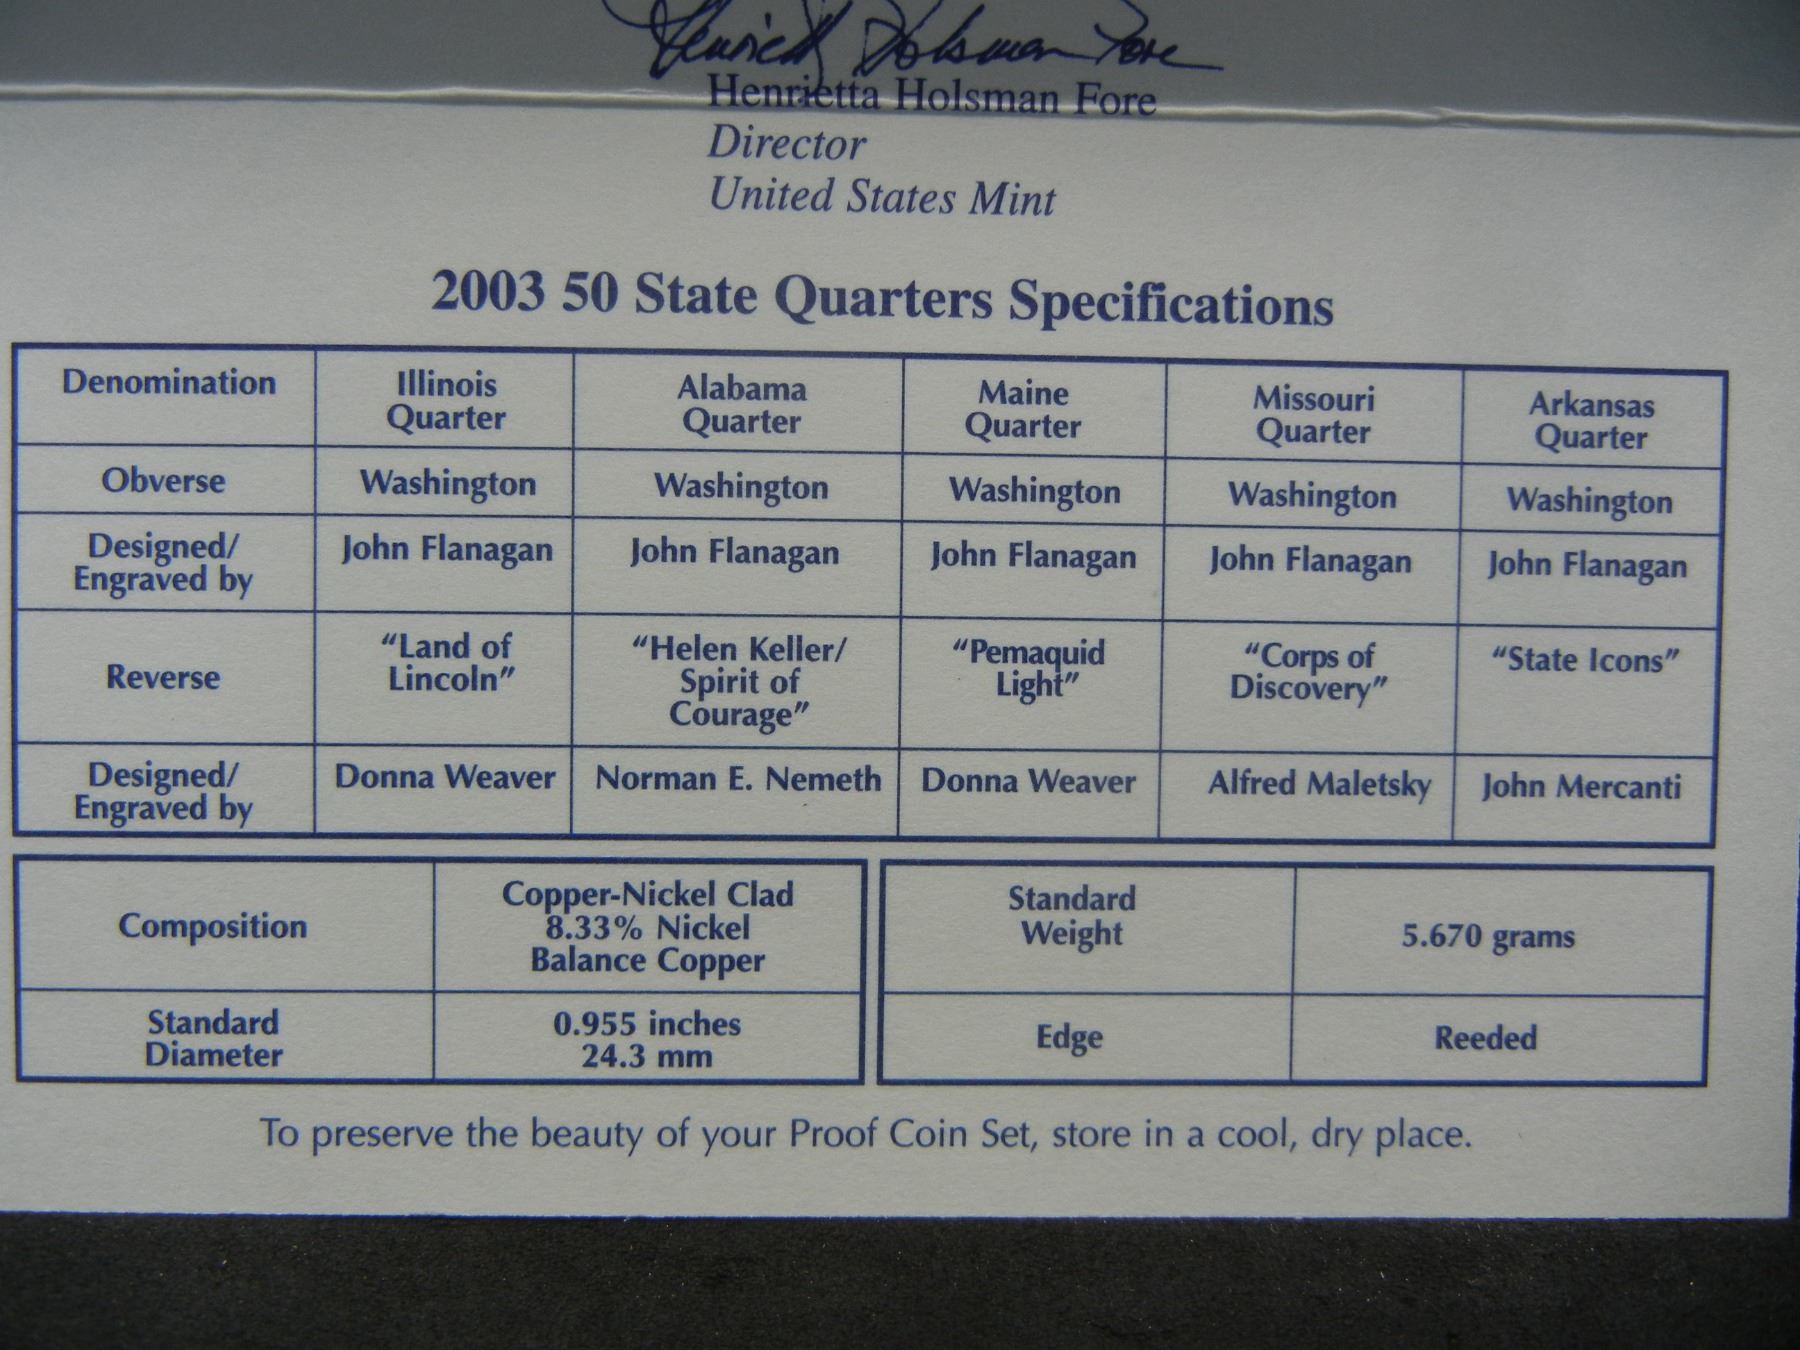 Henrietta Holsman Fore
Henrietta Holsman Fore
Director
United States Mint
2003 50 State Quarters Specifications
Denomination
Illinois
Quarter
Alabama
Quarter
Maine
Quarter
Missouri
Quarter
Arkansas
Quarter
Obverse
Washington
Washington
Washington
Washington
Washington
Designed/
Engraved by
John Flanagan
John Flanagan
John Flanagan
John Flanagan
John Flanagan
Reverse
“Land of
Lincoln”
“Helen Keller/
Spirit of
Courage”
“Pemaquid
Light”
“Corps of
Discovery”
“State Icons”
Designed/
Engraved by
Donna Weaver
Norman E. Nemeth
Donna Weaver
Alfred Maletsky
John Mercanti
Composition
Copper-Nickel Clad
8.33% Nickel
Balance Copper
Standard
Diameter
0.955 inches
24.3 mm
Standard
Weight
5.670 grams
Edge
Reeded
To preserve the beauty of your Proof Coin Set, store in a cool, dry place.